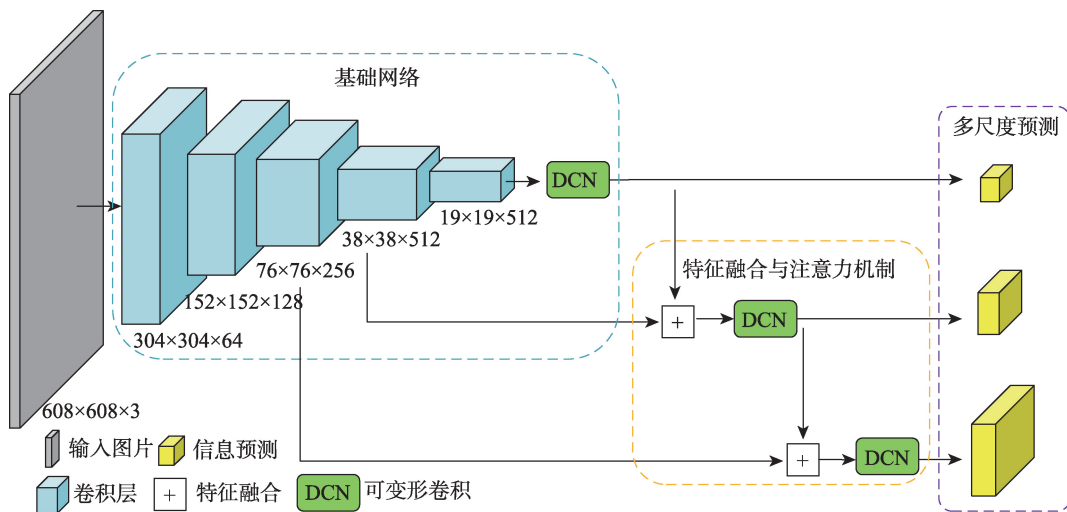 基础网络
多尺度预测
DCN
19×19×512
38×38×512
76×76×256
152×152×128
304×304×64
608×608×3
特征融合与注意力机制
+
DCN
+
DCN
输入图片
信息预测
卷积层
+
特征融合
DCN
可变形卷积